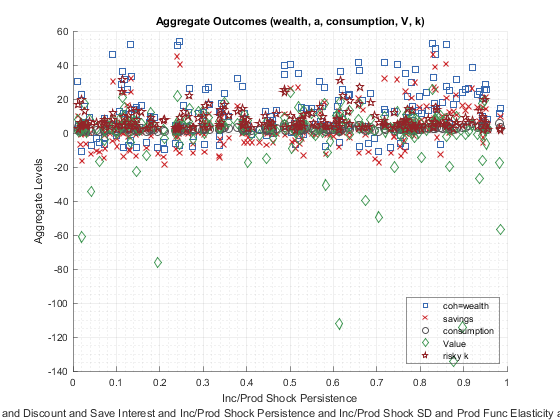 Aggregate Outcomes (wealth, a, consumption, V, k)
60
40
20
0
-20
-40
-60
-80
-100
-120
-140
Aggregate Levels
0 0.1 0.2 0.3 0.4 0.5 0.6 0.7 0.8 0.9 1
Inc/Prod Shock Persistence
coh=wealth
savings
consumption
Value
risky k
and Discount and Save Interest and Inc/Prod Shock Persistence and Inc/Prod Shock SD and Prod Func Elasticity